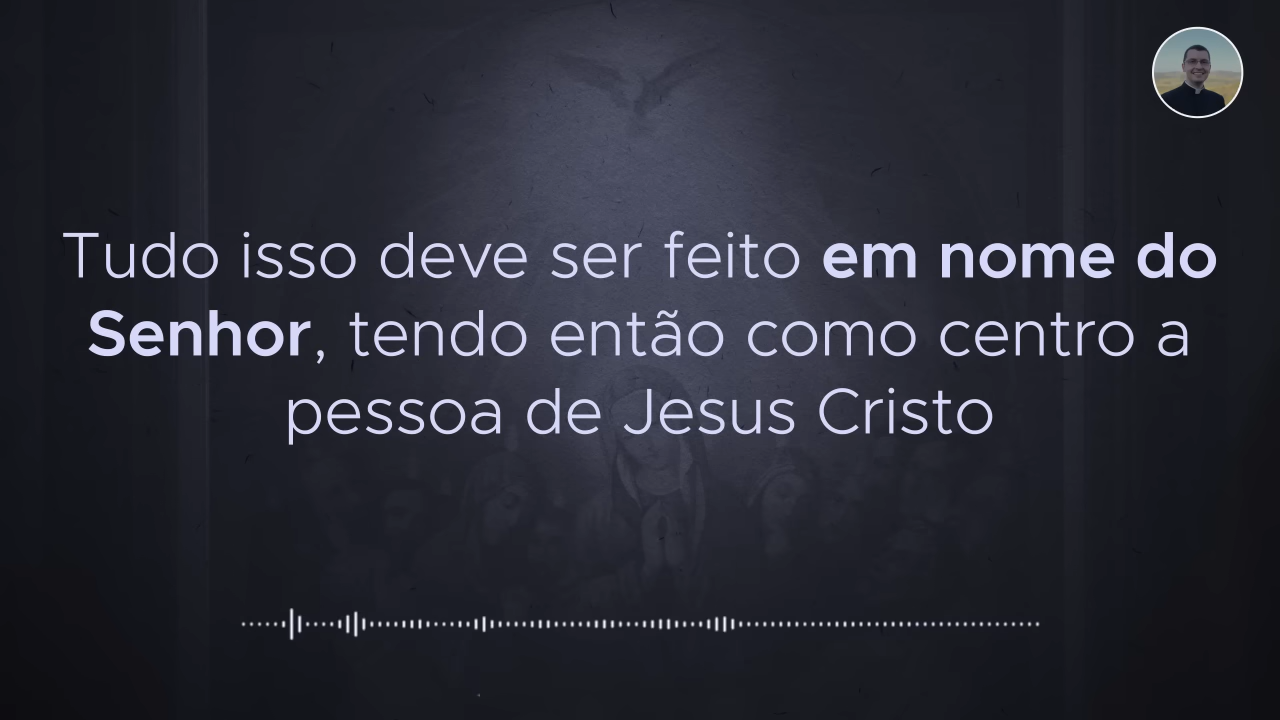 Tudo isso deve ser feito em nome do
Senhor, tendo então como centro a
pessoa de Jesus Cristo